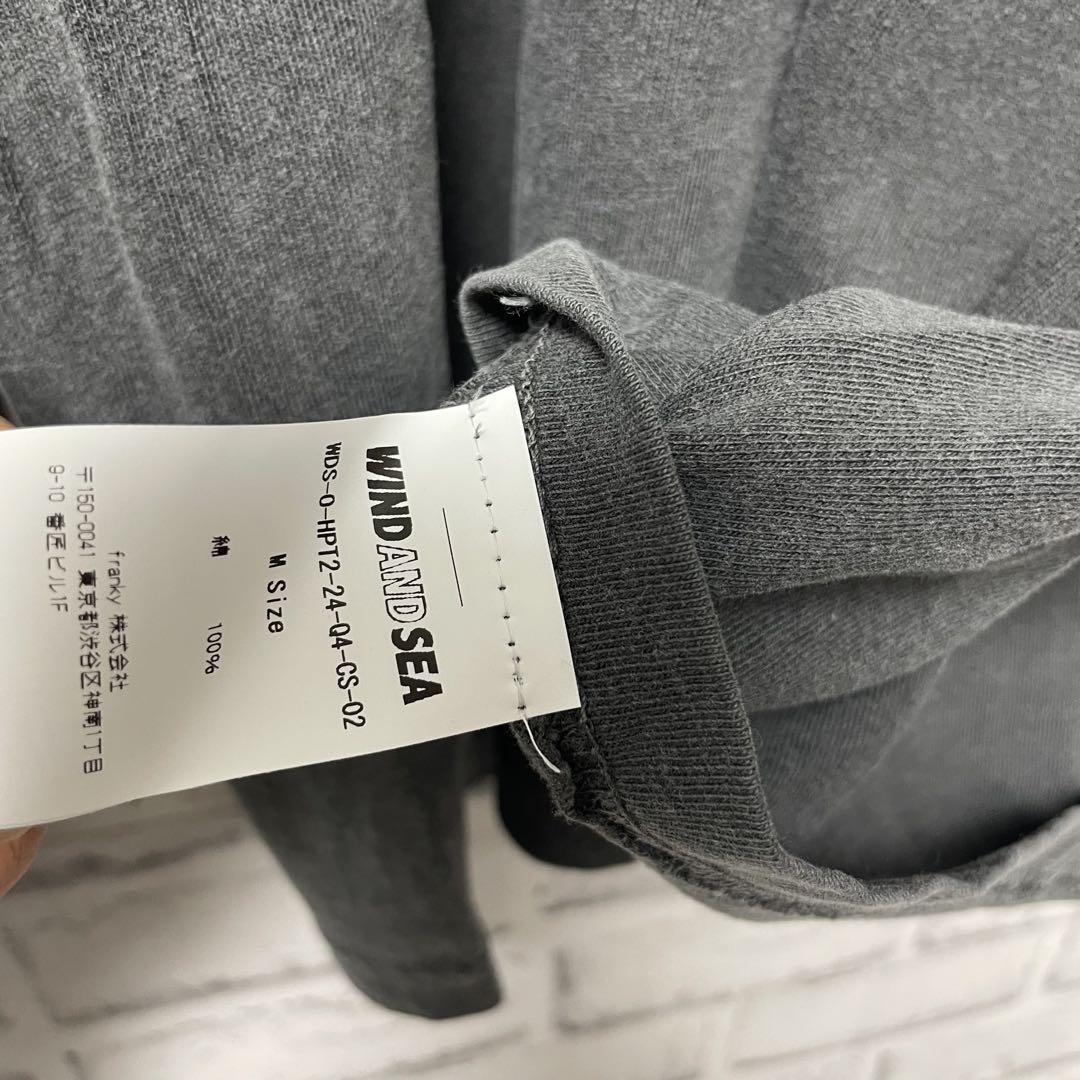 WIND AND SEA
WDS-O-HPT2-24-Q4-CS-02
M Size
綿 100%
franky 株式会社
〒150-0041 東京都渋谷区神南1丁目
9-10 番匠ビル1F